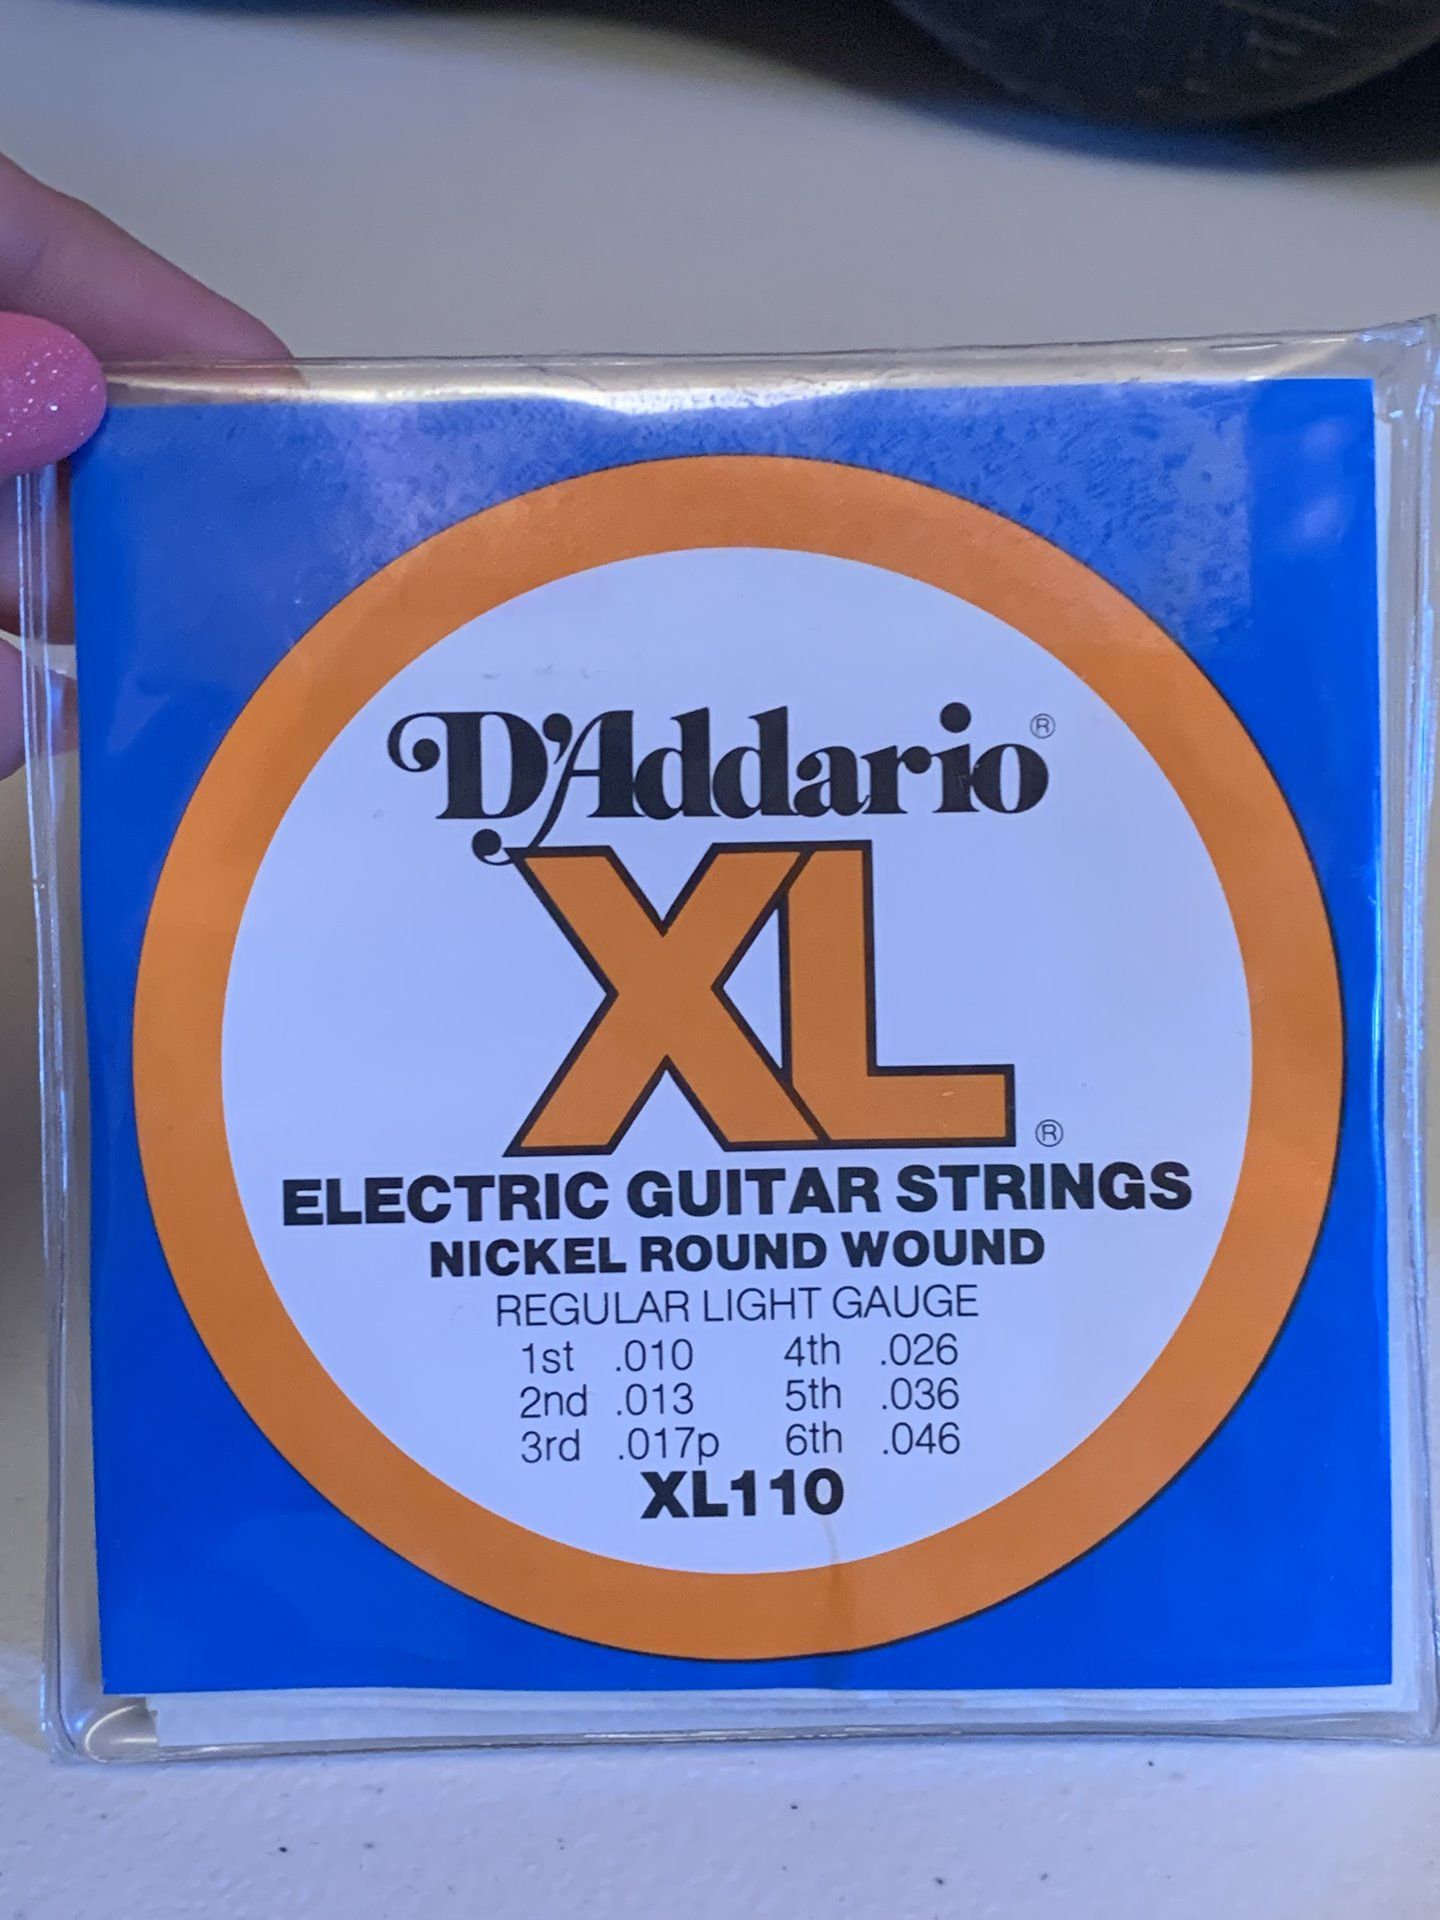 D'Addario®
XL®
ELECTRIC GUITAR STRINGS
NICKEL ROUND WOUND
REGULAR LIGHT GAUGE
1st .010 4th .026
2nd .013 5th .036
3rd .017p 6th .046
XL110